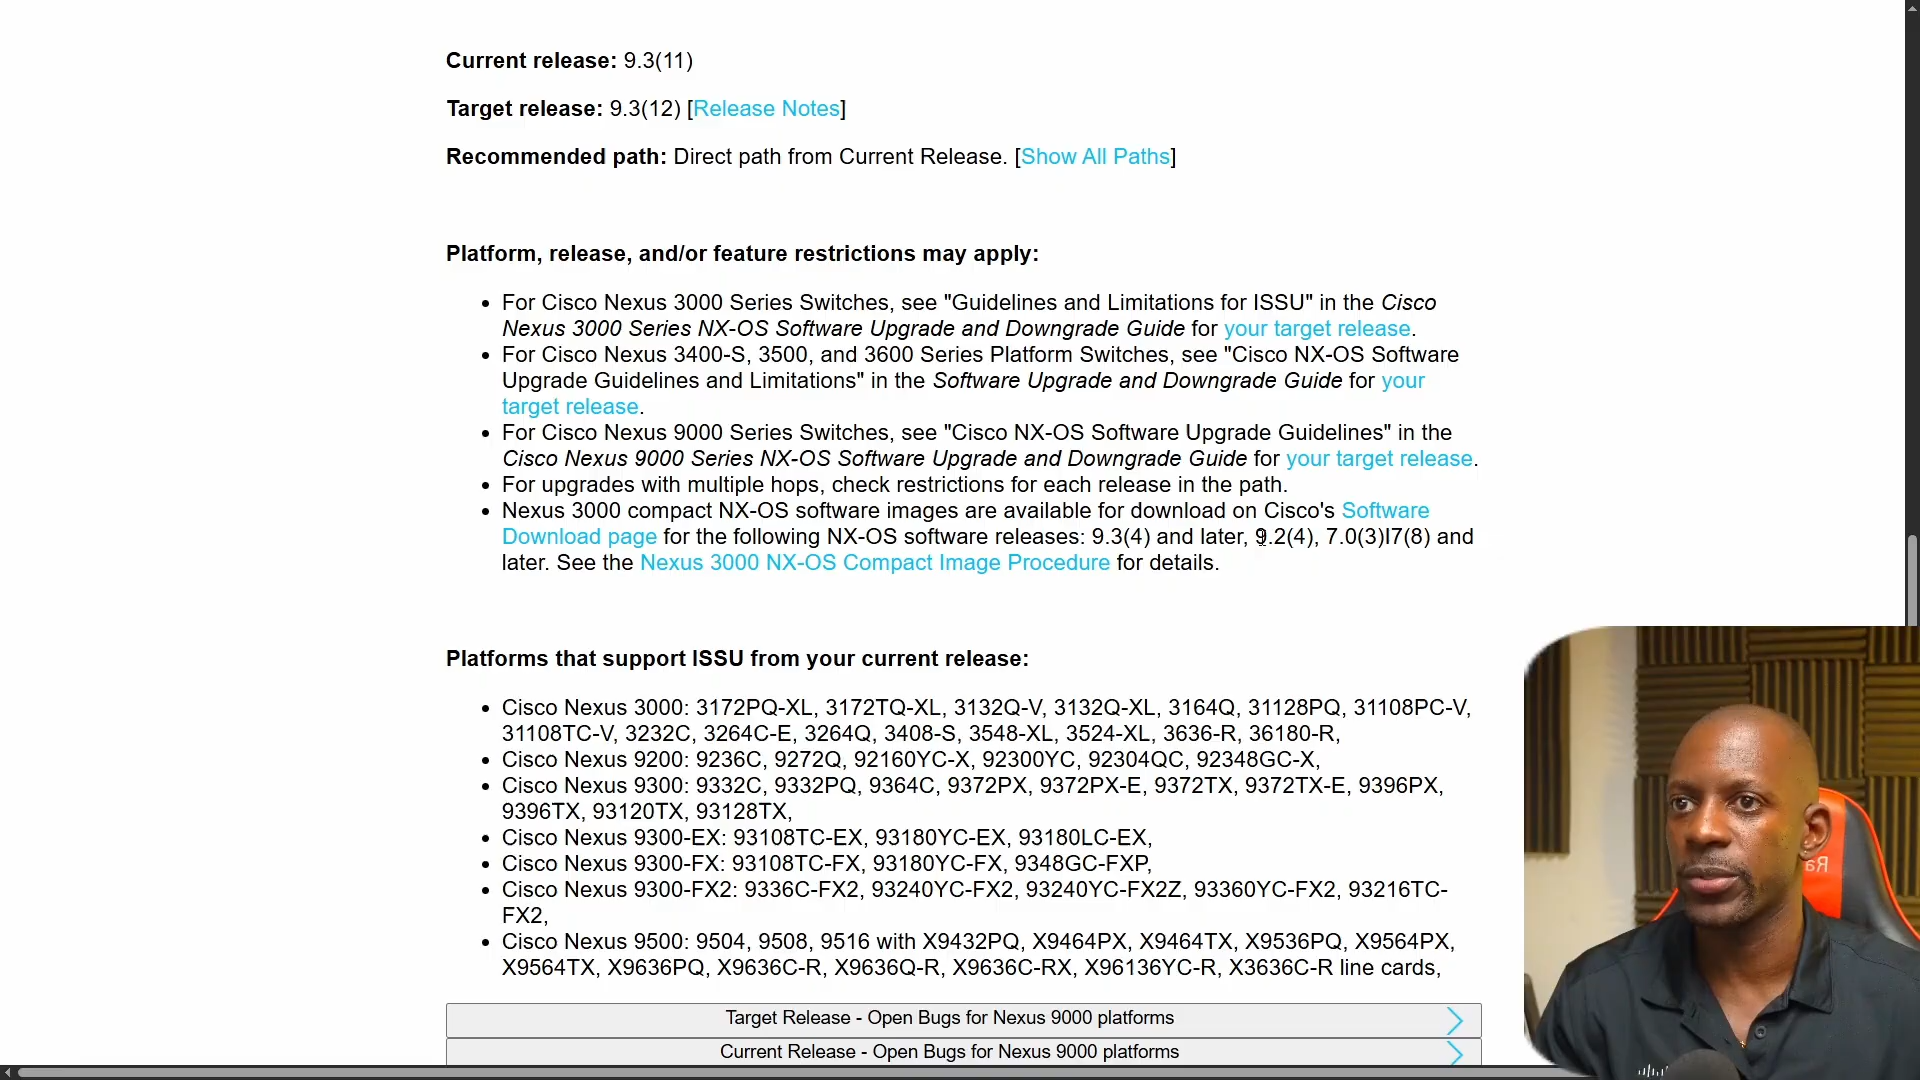 Current release: 9.3(11)
Target release: 9.3(12) [Release Notes]
Recommended path: Direct path from Current Release. [Show All Paths]
Platform, release, and/or feature restrictions may apply:
• For Cisco Nexus 3000 Series Switches, see "Guidelines and Limitations for ISSU" in the Cisco
Nexus 3000 Series NX-OS Software Upgrade and Downgrade Guide for your target release.
• For Cisco Nexus 3400-S, 3500, and 3600 Series Platform Switches, see "Cisco NX-OS Software
Upgrade Guidelines and Limitations" in the Software Upgrade and Downgrade Guide for your
target release.
• For Cisco Nexus 9000 Series Switches, see "Cisco NX-OS Software Upgrade Guidelines" in the
Cisco Nexus 9000 Series NX-OS Software Upgrade and Downgrade Guide for your target release.
• For upgrades with multiple hops, check restrictions for each release in the path.
• Nexus 3000 compact NX-OS software images are available for download on Cisco's Software
Download page for the following NX-OS software releases: 9.3(4) and later, 9.2(4), 7.0(3)I7(8) and
later. See the Nexus 3000 NX-OS Compact Image Procedure for details.
Platforms that support ISSU from your current release:
• Cisco Nexus 3000: 3172PQ-XL, 3172TQ-XL, 3132Q-V, 3132Q-XL, 3164Q, 31128PQ, 31108PC-V,
31108TC-V, 3232C, 3264C-E, 3264Q, 3408-S, 3548-XL, 3524-XL, 3636-R, 36180-R,
• Cisco Nexus 9200: 9236C, 9272Q, 92160YC-X, 92300YC, 92304QC, 92348GC-X,
• Cisco Nexus 9300: 9332C, 9332PQ, 9364C, 9372PX, 9372PX-E, 9372TX, 9372TX-E, 9396PX,
9396TX, 93120TX, 93128TX,
• Cisco Nexus 9300-EX: 93108TC-EX, 93180YC-EX, 93180LC-EX,
• Cisco Nexus 9300-FX: 93108TC-FX, 93180YC-FX, 9348GC-FXP,
• Cisco Nexus 9300-FX2: 9336C-FX2, 93240YC-FX2, 93240YC-FX2Z, 93360YC-FX2, 93216TC-
FX2,
• Cisco Nexus 9500: 9504, 9508, 9516 with X9432PQ, X9464PX, X9464TX, X9536PQ, X9564PX,
X9564TX, X9636PQ, X9636C-R, X9636Q-R, X9636C-RX, X96136YC-R, X3636C-R line cards,
Target Release - Open Bugs for Nexus 9000 platforms
Current Release - Open Bugs for Nexus 9000 platforms